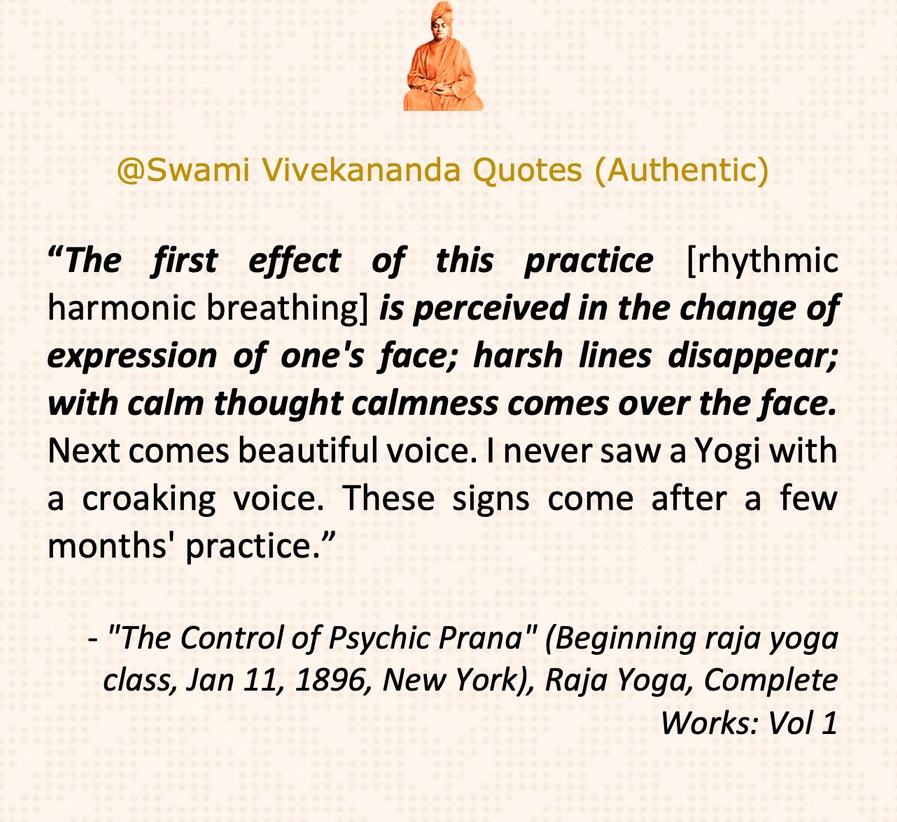 @Swami Vivekananda Quotes (Authentic)
“The first effect of this practice [rhythmic
harmonic breathing] is perceived in the change of
expression of one's face; harsh lines disappear;
with calm thought calmness comes over the face.
Next comes beautiful voice. I never saw a Yogi with
a croaking voice. These signs come after a few
months' practice.”
- "The Control of Psychic Prana" (Beginning raja yoga
class, Jan 11, 1896, New York), Raja Yoga, Complete
Works: Vol 1